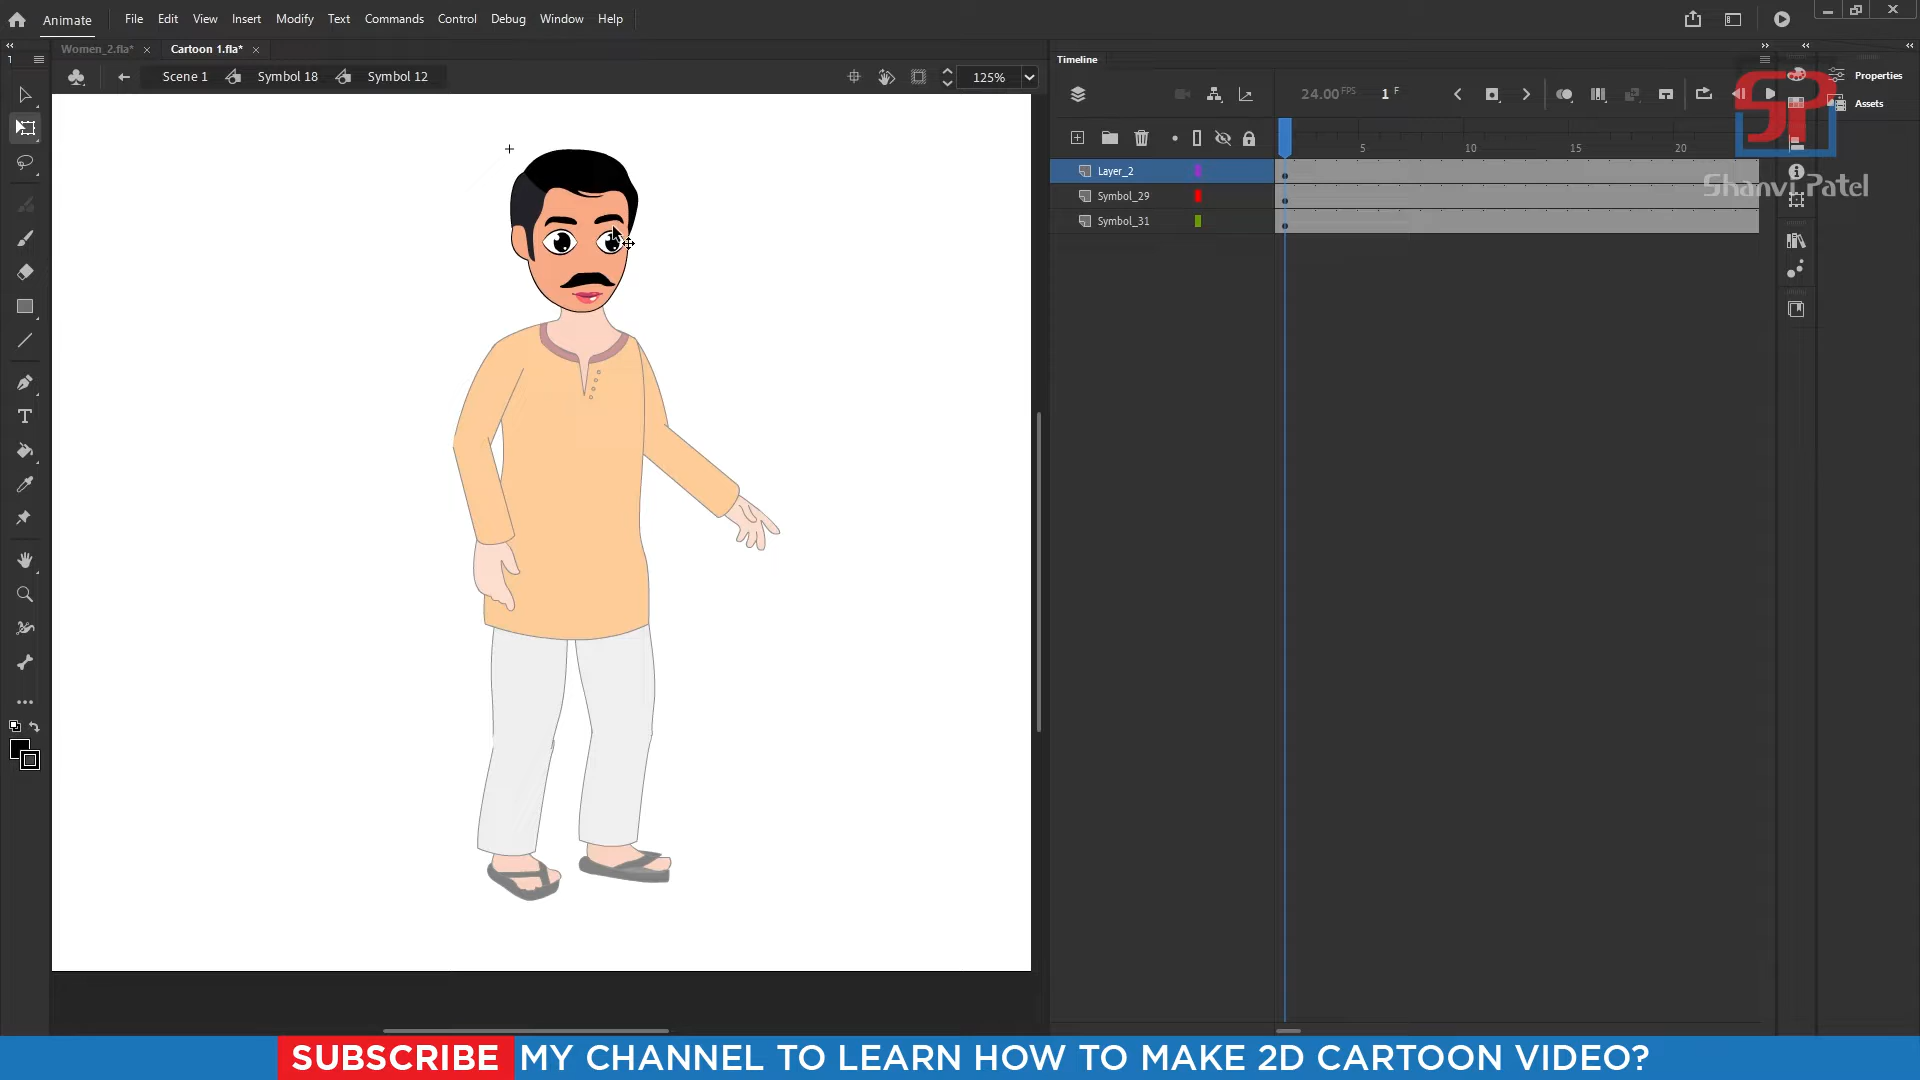 Animate
File Edit View Insert Modify Text Commands Control Debug Window Help
Women_2.fla* × Cartoon 1.fla* ×
Scene 1 Symbol 18 Symbol 12 125%
Timeline
24.00 FPS 1 F
5 10 15 20
Layer_2
Symbol_29
Symbol_31
Properties
Assets
SP
Shanvi Patel
SUBSCRIBE MY CHANNEL TO LEARN HOW TO MAKE 2D CARTOON VIDEO?